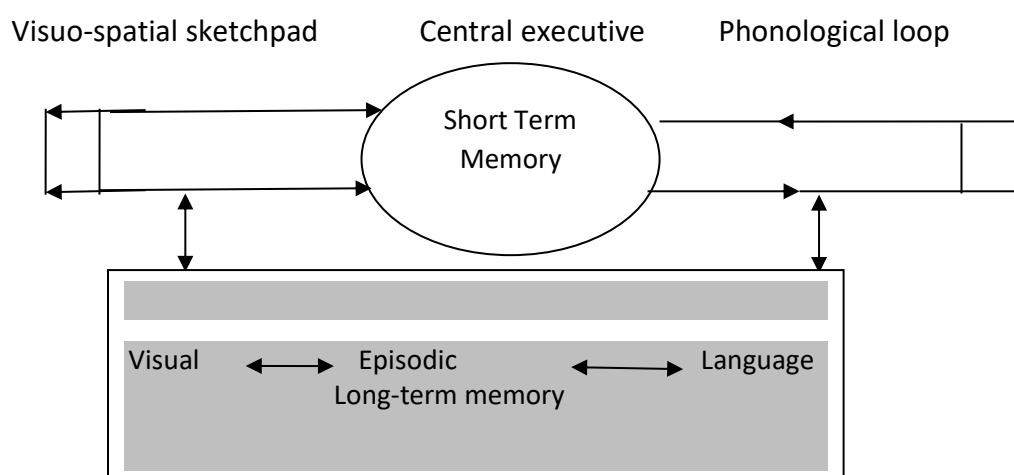 Visuo-spatial sketchpad Central executive Phonological loop
Short Term
Memory
Visual Episodic Language
Long-term memory